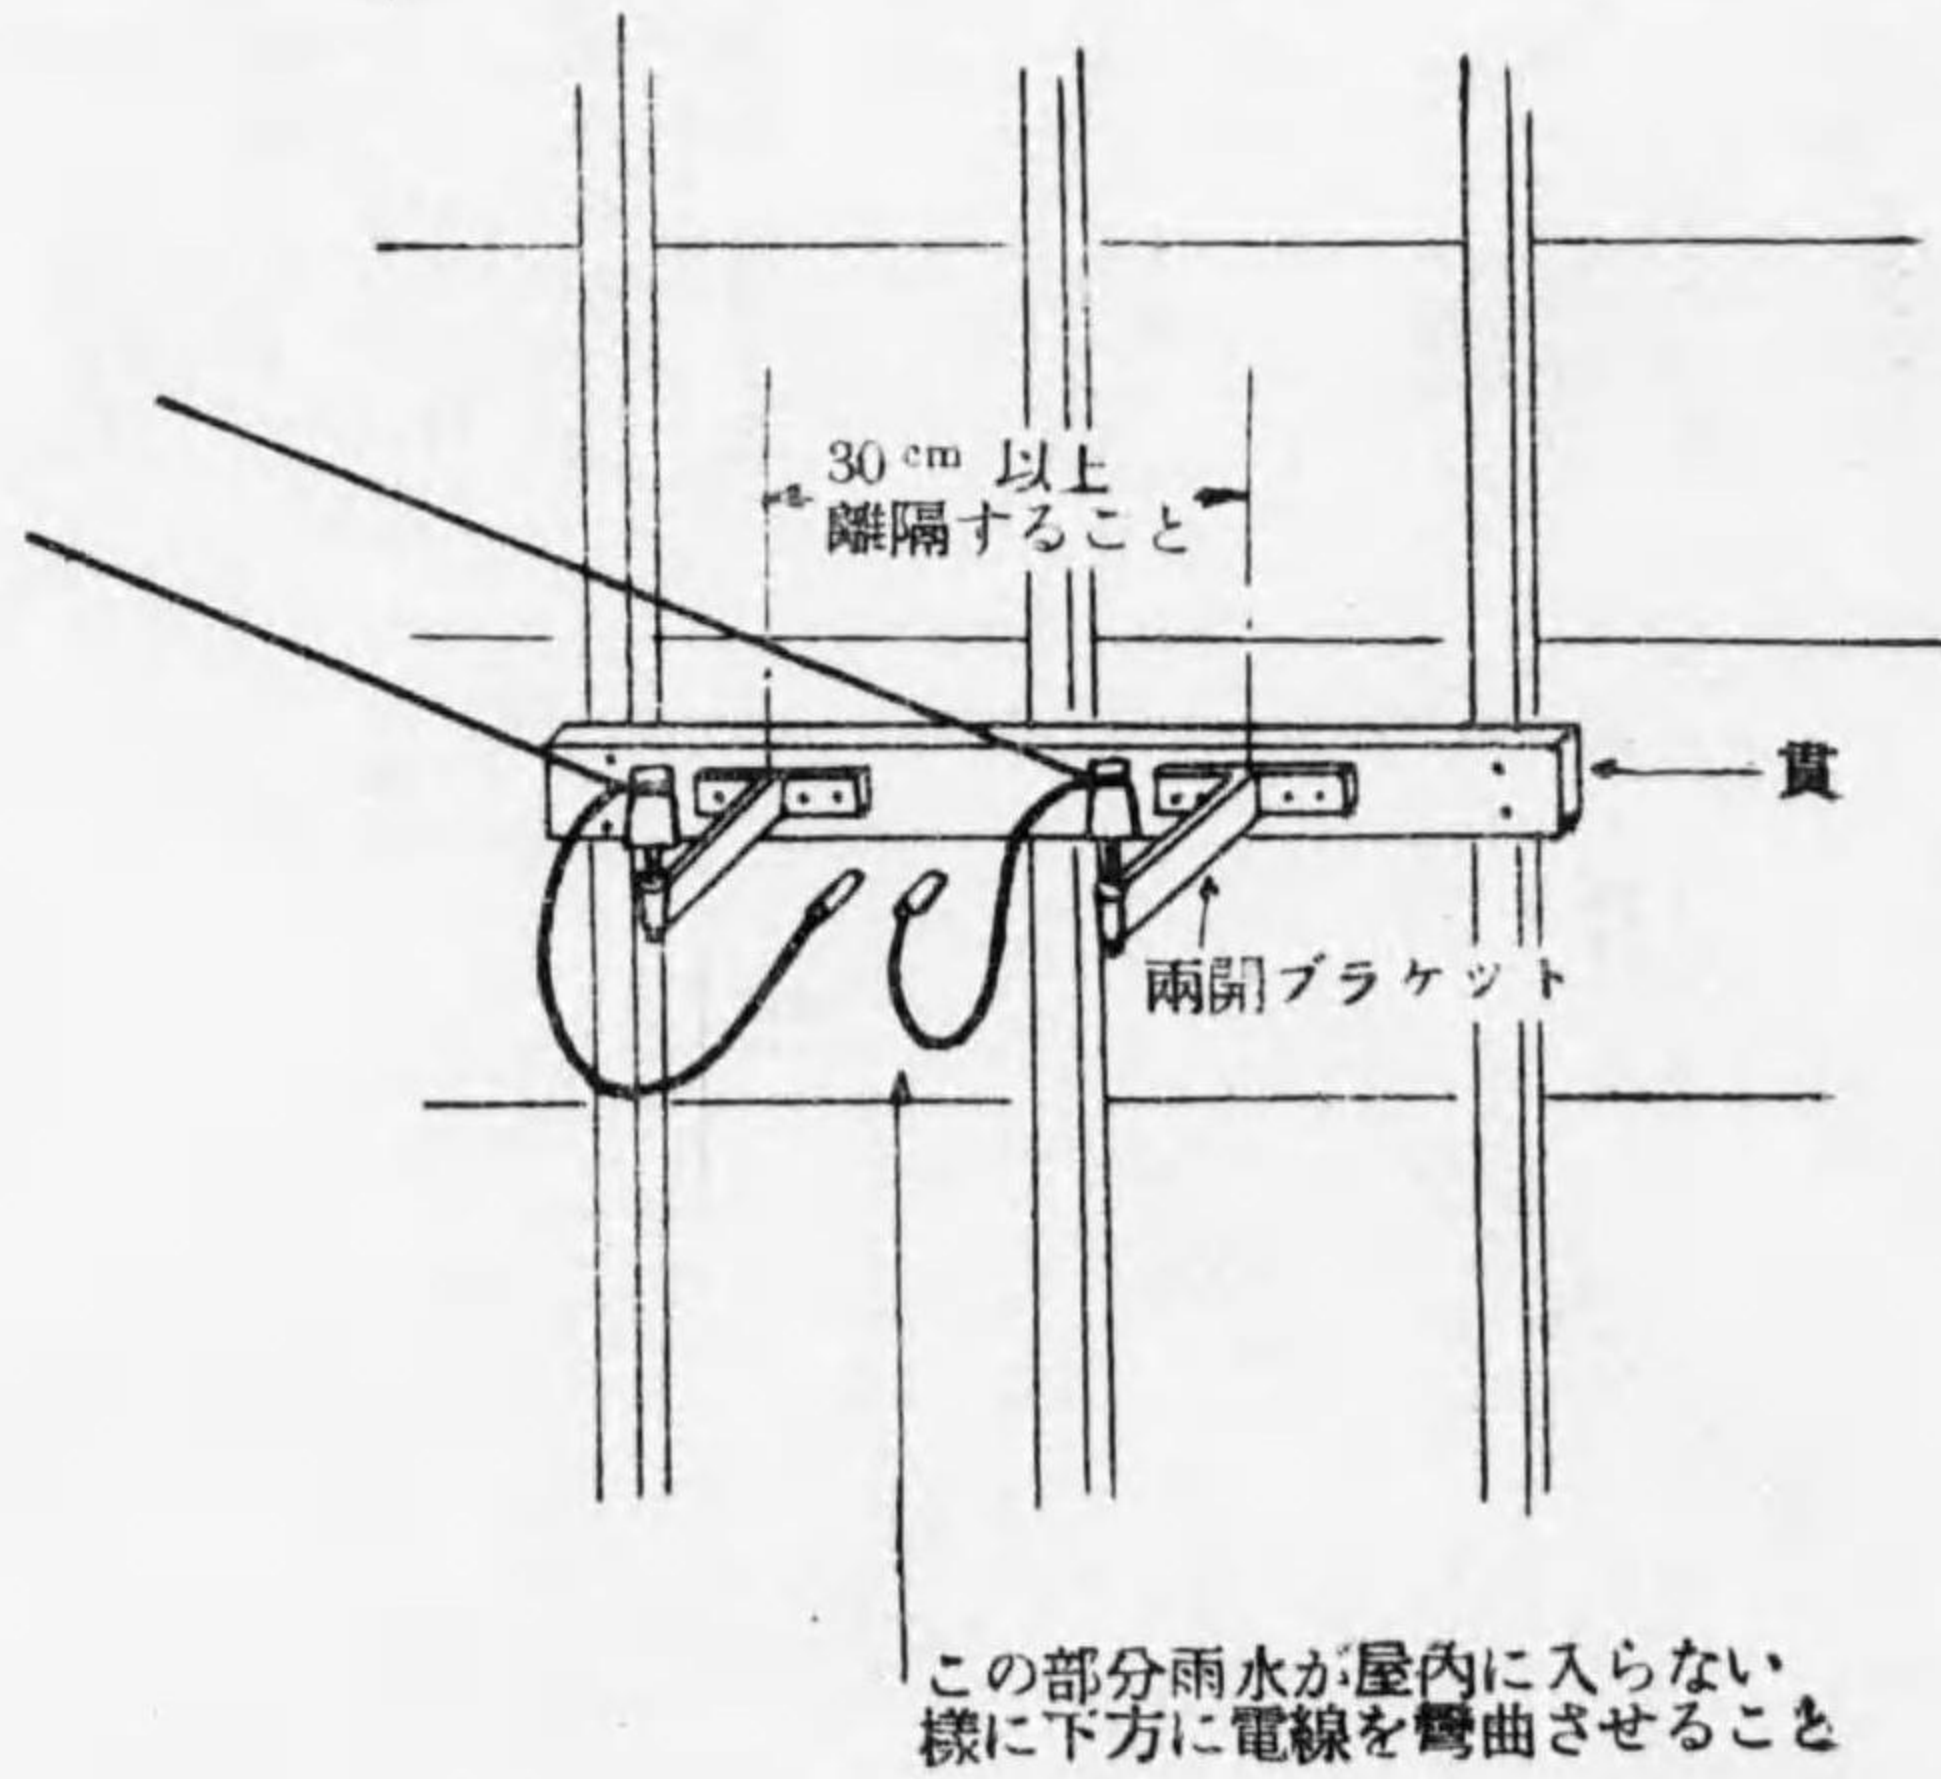 30cm 以上
離隔すること
貫
兩開ブラケット
この部分雨水が屋内に入らない
様に下方に電線を彎曲させること